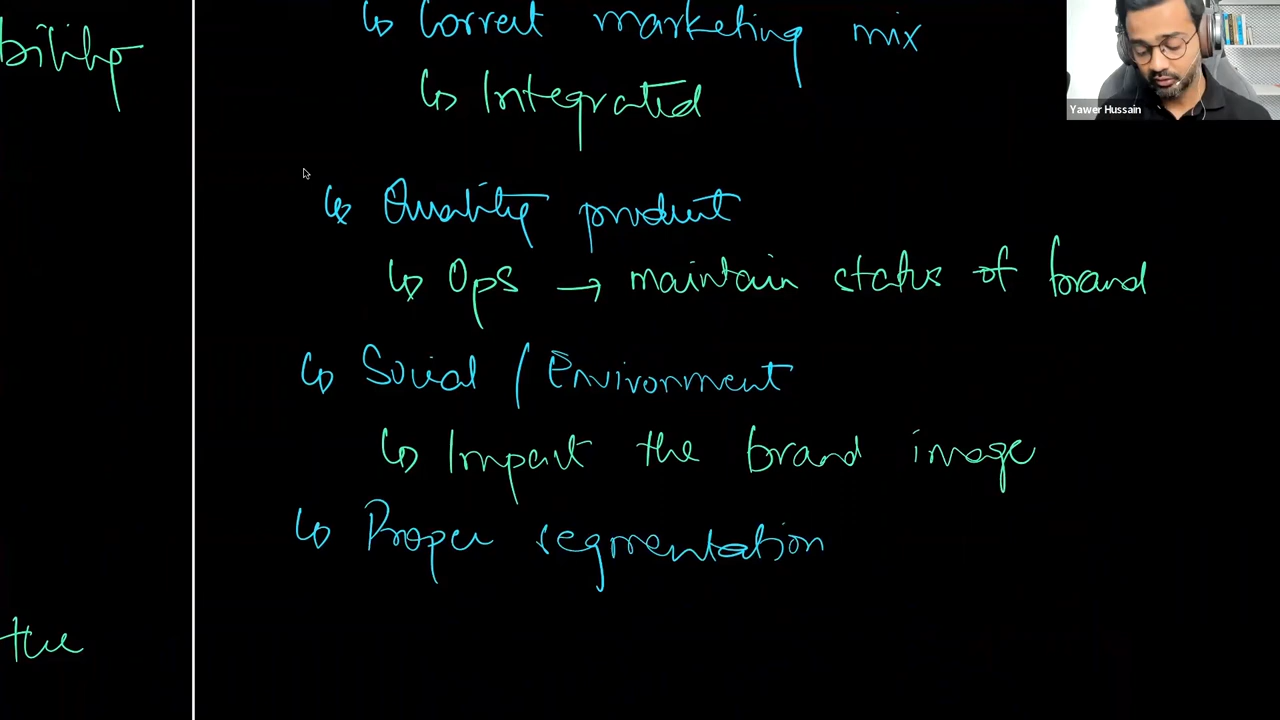 ↳ Correct marketing mix
↳ Integrated
↳ Quality product
↳ Ops → maintain status of brand
↳ Social / Environment
↳ Impact the brand image
↳ Proper segmentation
the
Yawer Hussain